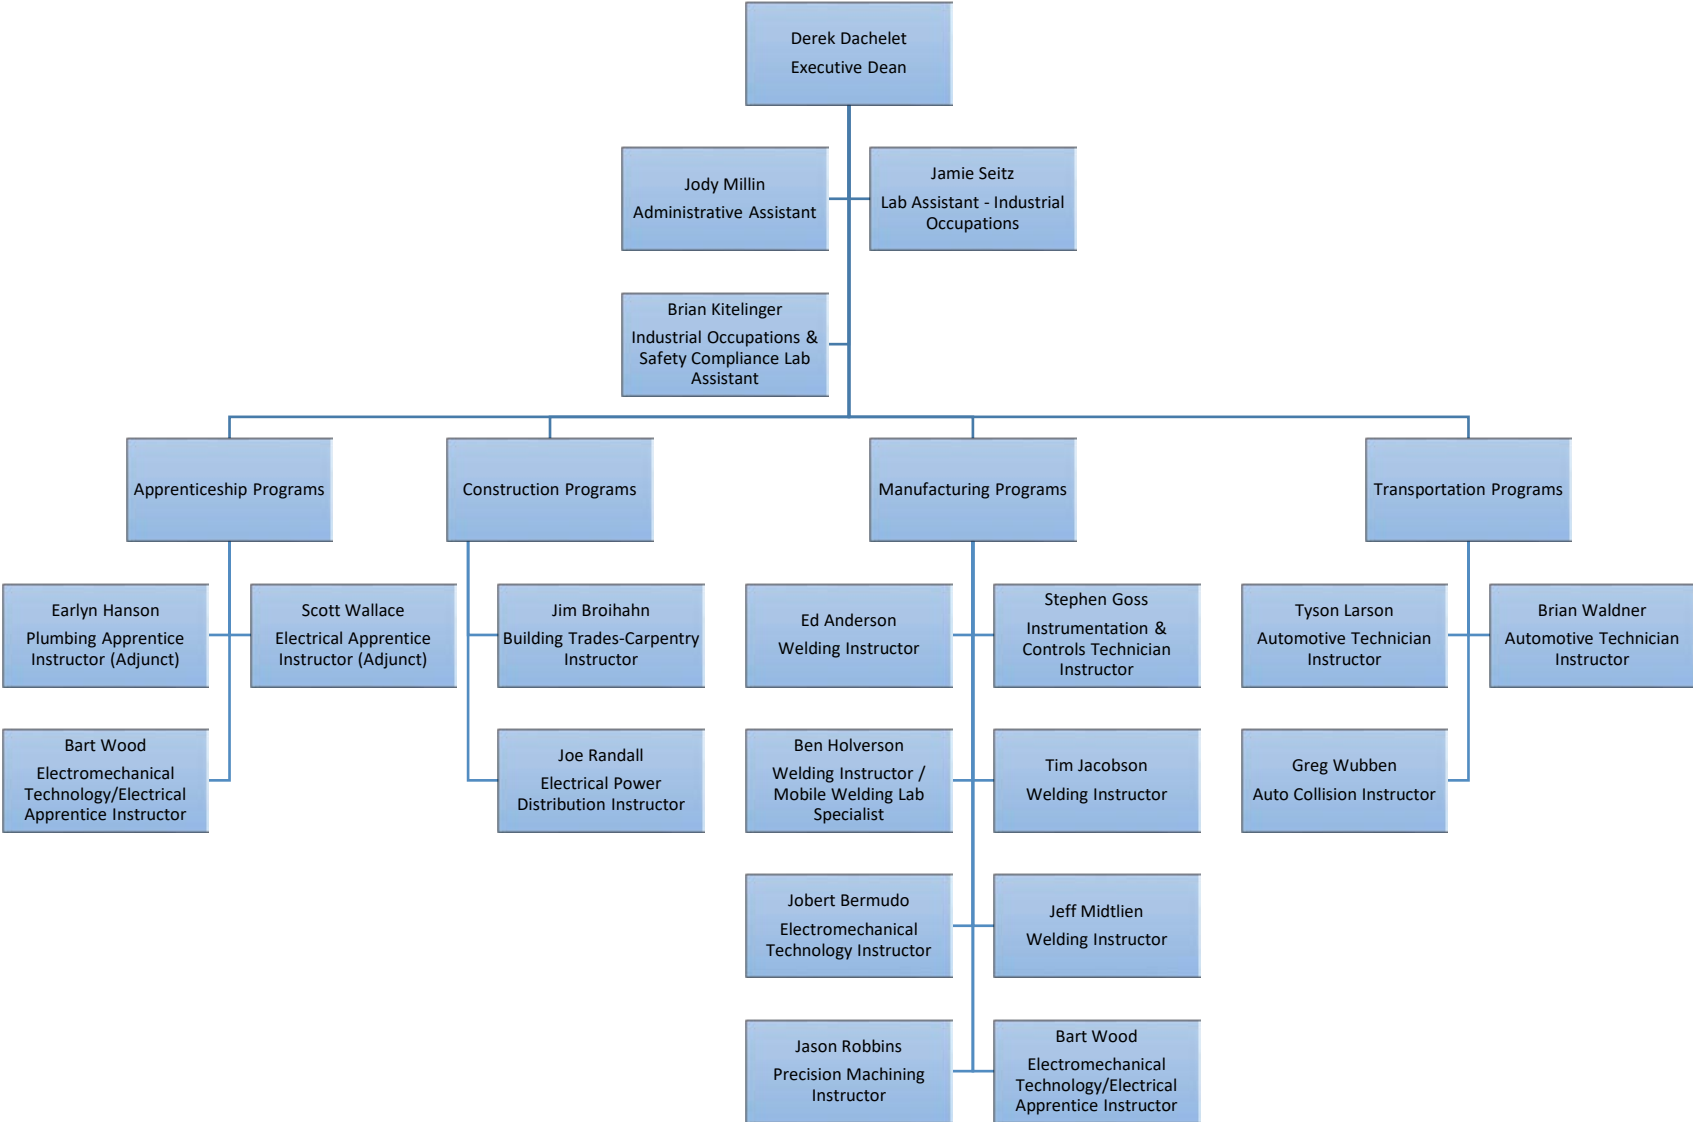 Derek Dachelet
Executive Dean
Jody Millin
Administrative Assistant
Jamie Seitz
Lab Assistant - Industrial
Occupations
Brian Kitelinger
Industrial Occupations &
Safety Compliance Lab
Assistant
Apprenticeship Programs
Construction Programs
Manufacturing Programs
Transportation Programs
Earlyn Hanson
Plumbing Apprentice
Instructor (Adjunct)
Scott Wallace
Electrical Apprentice
Instructor (Adjunct)
Jim Broihahn
Building Trades-Carpentry
Instructor
Ed Anderson
Welding Instructor
Stephen Goss
Instrumentation &
Controls Technician
Instructor
Tyson Larson
Automotive Technician
Instructor
Brian Waldner
Automotive Technician
Instructor
Bart Wood
Electromechanical
Technology/Electrical
Apprentice Instructor
Joe Randall
Electrical Power
Distribution Instructor
Ben Holverson
Welding Instructor /
Mobile Welding Lab
Specialist
Tim Jacobson
Welding Instructor
Greg Wubben
Auto Collision Instructor
Jobert Bermudo
Electromechanical
Technology Instructor
Jeff Midtlien
Welding Instructor
Jason Robbins
Precision Machining
Instructor
Bart Wood
Electromechanical
Technology/Electrical
Apprentice Instructor